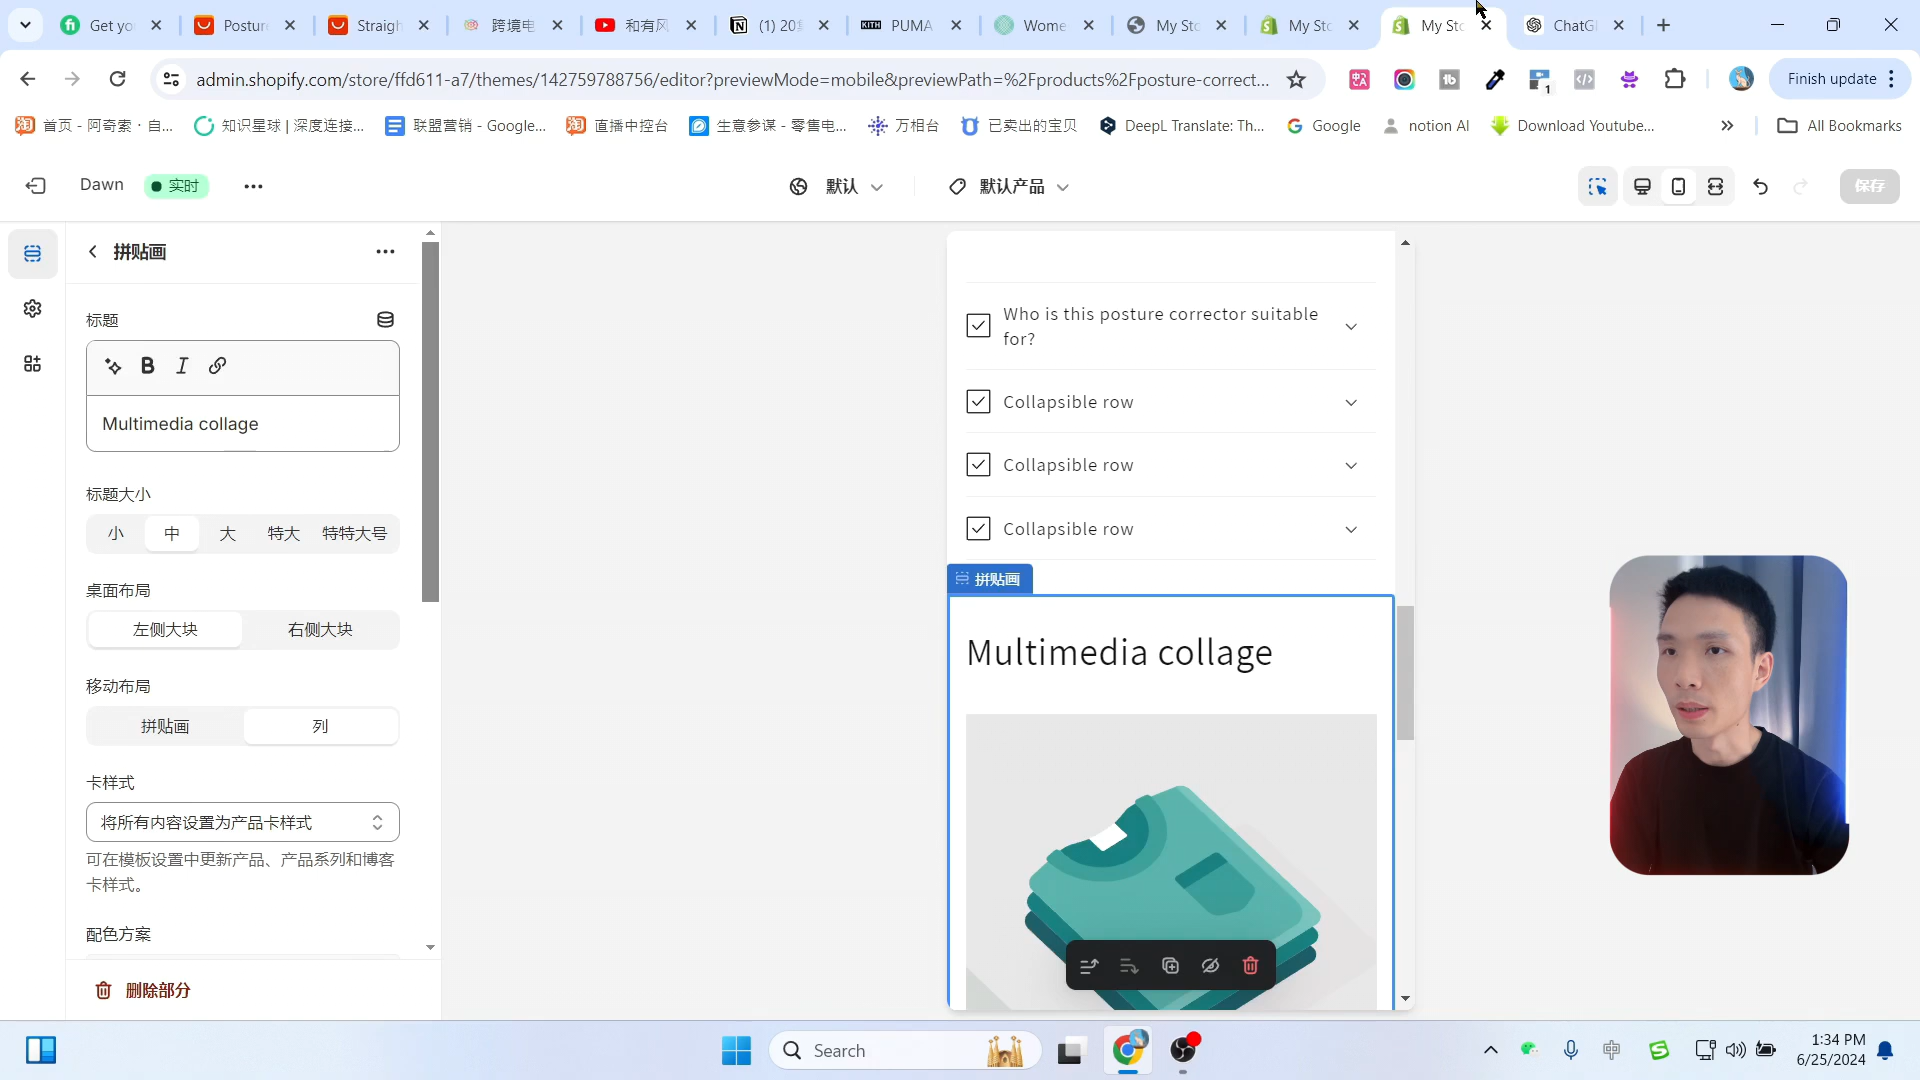 Get yo
Posture
Straigh
跨境电
和有风
(1) 20
PUMA
Wome
My Sto
My Sto
My Sto
ChatG
admin.shopify.com/store/ffd611-a7/themes/142759788756/editor?previewMode=mobile&previewPath=%2Fproducts%2Fposture-correct...
Finish update
首页 - 阿奇索 · 自...
知识星球 | 深度连接...
联盟营销 - Google...
直播中控台
生意参谋 - 零售电...
万相台
已卖出的宝贝
DeepL Translate: Th...
Google
notion AI
Download Youtube...
All Bookmarks
Dawn
实时
默认
默认产品
保存
拼贴画
标题
B I
Multimedia collage
标题大小
小 中 大 特大 特特大号
桌面布局
左侧大块 右侧大块
移动布局
拼贴画 列
卡样式
将所有内容设置为产品卡样式
可在模板设置中更新产品、产品系列和博客
卡样式。
配色方案
删除部分
Who is this posture corrector suitable
for?
Collapsible row
Collapsible row
Collapsible row
拼贴画
Multimedia collage
Search
中
1:34 PM
6/25/2024